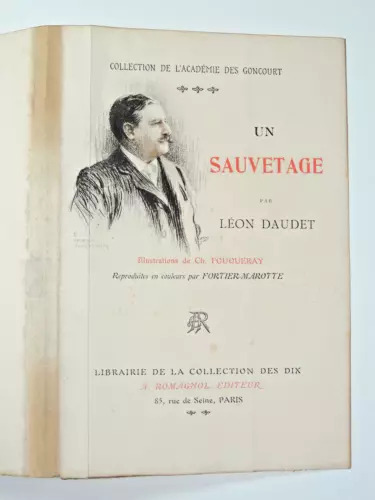 COLLECTION DE L'ACADÉMIE DES GONCOURT
UN
SAUVETAGE
PAR
LÉON DAUDET
Illustrations de Ch. FOUQUERAY
Reproduites en couleurs par FORTIER-MAROTTE
LIBRAIRIE DE LA COLLECTION DES DIX
A. ROMAGNOL, EDITEUR
85, rue de Seine, PARIS